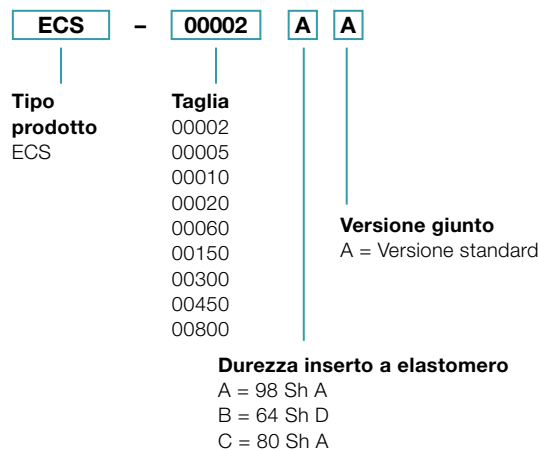 ECS – 00002 A A
Tipo prodotto
ECS
Taglia
00002
00005
00010
00020
00060
00150
00300
00450
00800
Versione giunto
A = Versione standard
Durezza inserto a elastomero
A = 98 Sh A
B = 64 Sh D
C = 80 Sh A